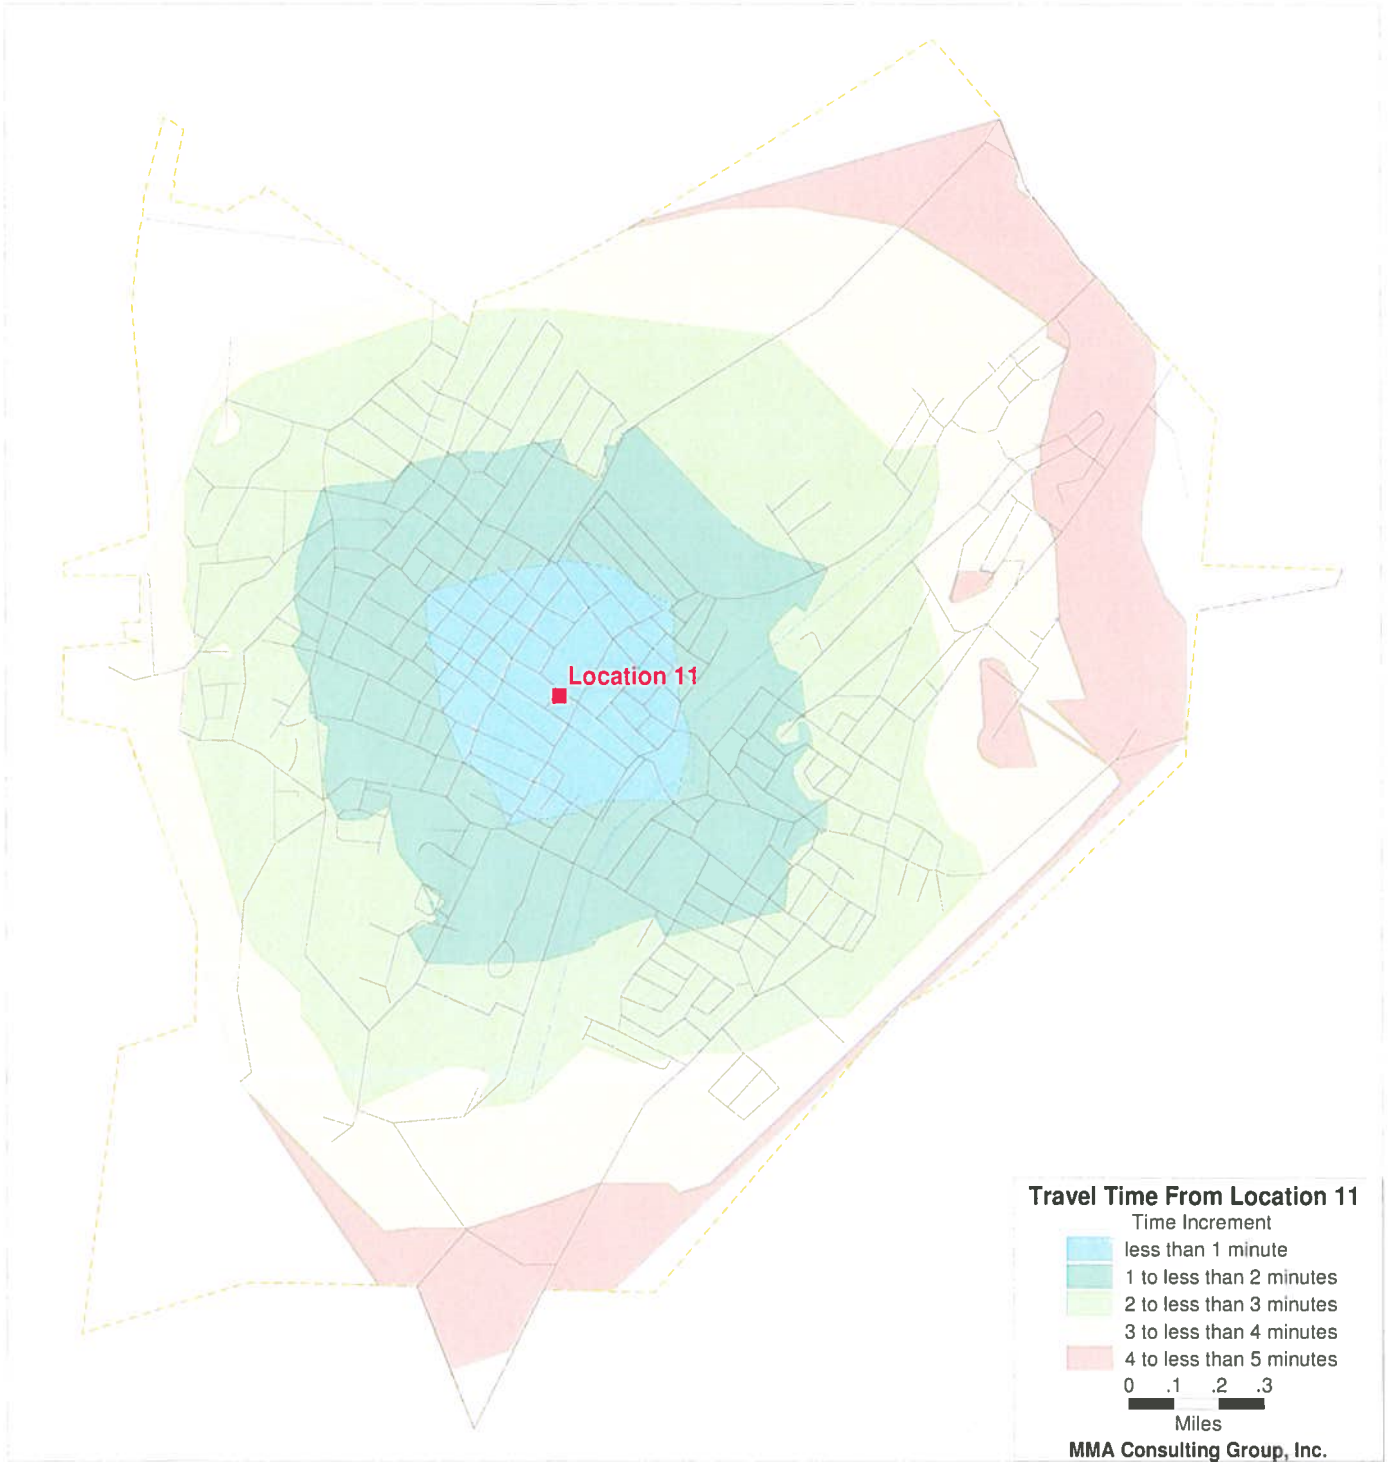 Location 11
Travel Time From Location 11
Time Increment
less than 1 minute
1 to less than 2 minutes
2 to less than 3 minutes
3 to less than 4 minutes
4 to less than 5 minutes
0 .1 .2 .3
Miles
MMA Consulting Group, Inc.